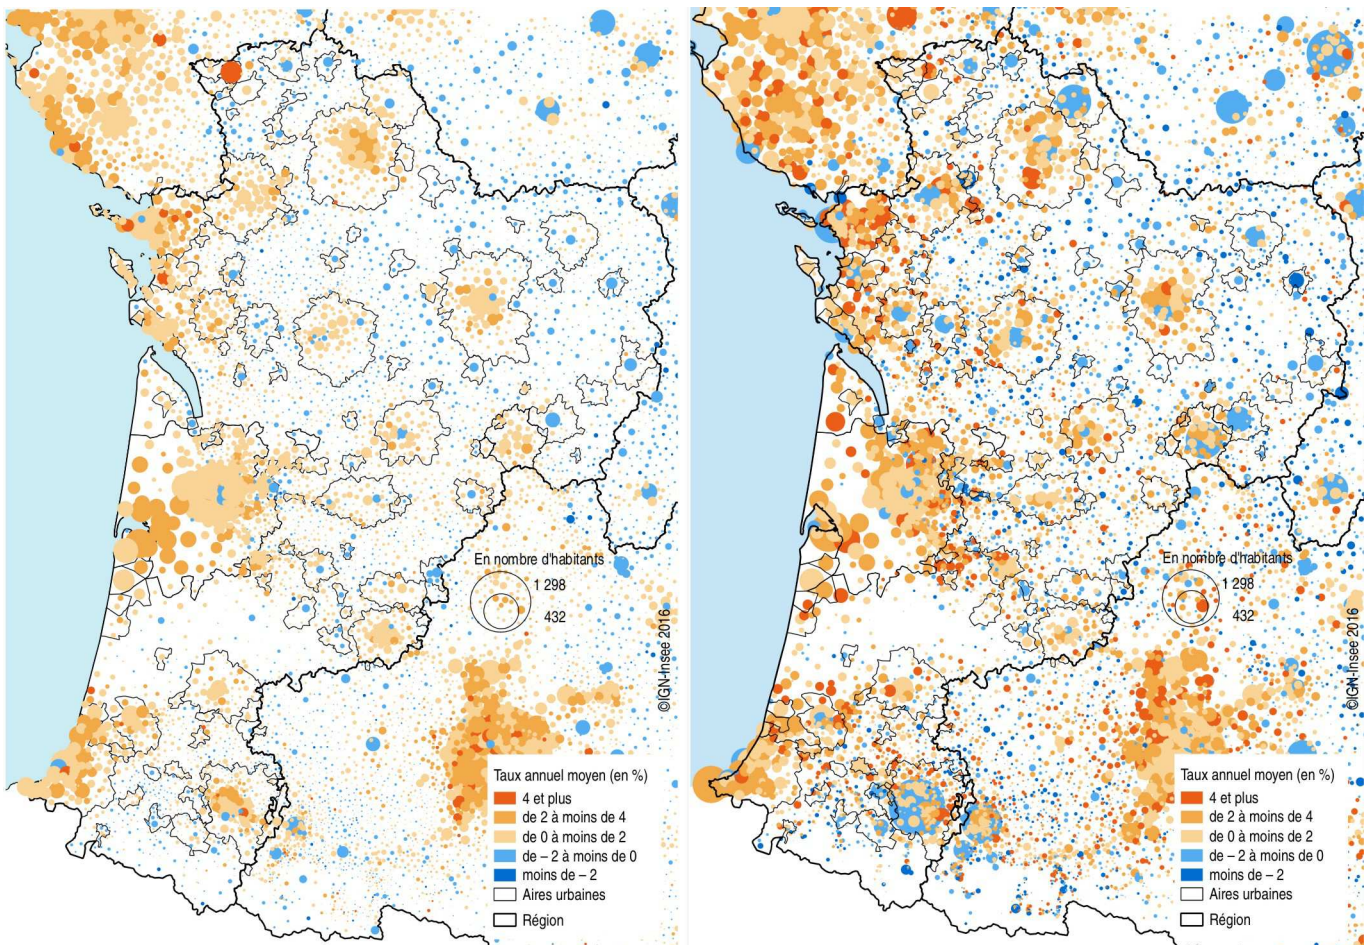 En nombre d'habitants
1 298
432
©IGN-Insee 2016
Taux annuel moyen (en %)
4 et plus
de 2 à moins de 4
de 0 à moins de 2
de – 2 à moins de 0
moins de – 2
Aires urbaines
Région
En nombre d'habitants
1 298
432
©IGN-Insee 2016
Taux annuel moyen (en %)
4 et plus
de 2 à moins de 4
de 0 à moins de 2
de – 2 à moins de 0
moins de – 2
Aires urbaines
Région